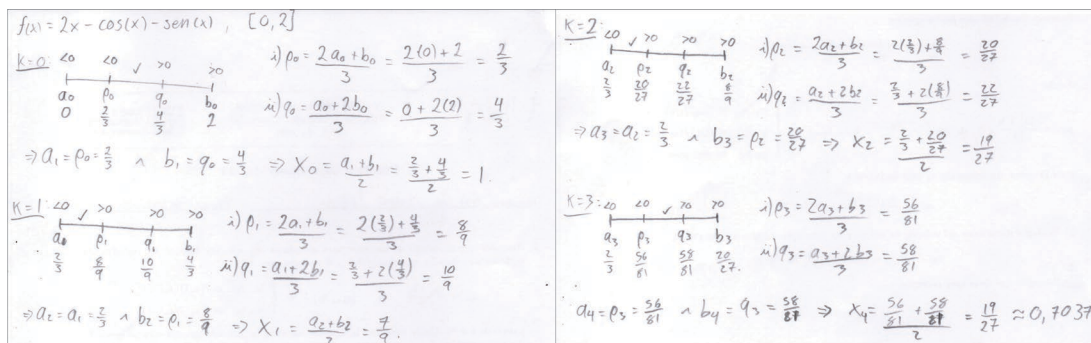 f(x) = 2x - cos(x) - sen(x) , [0,2]
K=0: <0 <0 ✓ >0 >0
a₀ p₀ q₀ b₀
0 2/3 4/3 2
i) p₀ = (2a₀+b₀)/3 = (2(0)+2)/3 = 2/3
ii) q₀ = (a₀+2b₀)/3 = (0+2(2))/3 = 4/3
⇒ a₁ = p₀ = 2/3 ∧ b₁ = q₀ = 4/3 ⇒ x₀ = (a₁+b₁)/2 = (2/3 + 4/3)/2 = 1.
K=1: <0 ✓ >0 >0 >0
p₁ q₁ b₁
2/3 8/9 10/9 4/3
i) p₁ = (2a₁+b₁)/3 = (2(2/3)+4/3)/3 = 8/9
ii) q₁ = (a₁+2b₁)/3 = (2/3+2(4/3))/3 = 10/9
⇒ a₂ = a₁ = 2/3 ∧ b₂ = p₁ = 8/9 ⇒ x₁ = (a₂+b₂)/2 = 7/9.
K=2: <0 ✓ >0 >0 >0
a₂ p₂ q₂ b₂
2/3 20/27 22/27 8/9
i) p₂ = (2a₂+b₂)/3 = (2(2/3)+8/9)/3 = 20/27
ii) q₂ = (a₂+2b₂)/3 = (2/3+2(8/9))/3 = 22/27
⇒ a₃ = a₂ = 2/3 ∧ b₃ = p₂ = 20/27 ⇒ x₂ = (2/3 + 20/27)/2 = 19/27
K=3: <0 <0 ✓ >0 >0
a₃ p₃ q₃ b₃
2/3 56/81 58/81 20/27.
i) p₃ = (2a₃+b₃)/3 = 56/81
ii) q₃ = (a₃+2b₃)/3 = 58/81
a₄ = p₃ = 56/81 ∧ b₄ = q₃ = 58/81 ⇒ x₄ = (56/81 + 58/81)/2 = 19/27 ≈ 0,7037